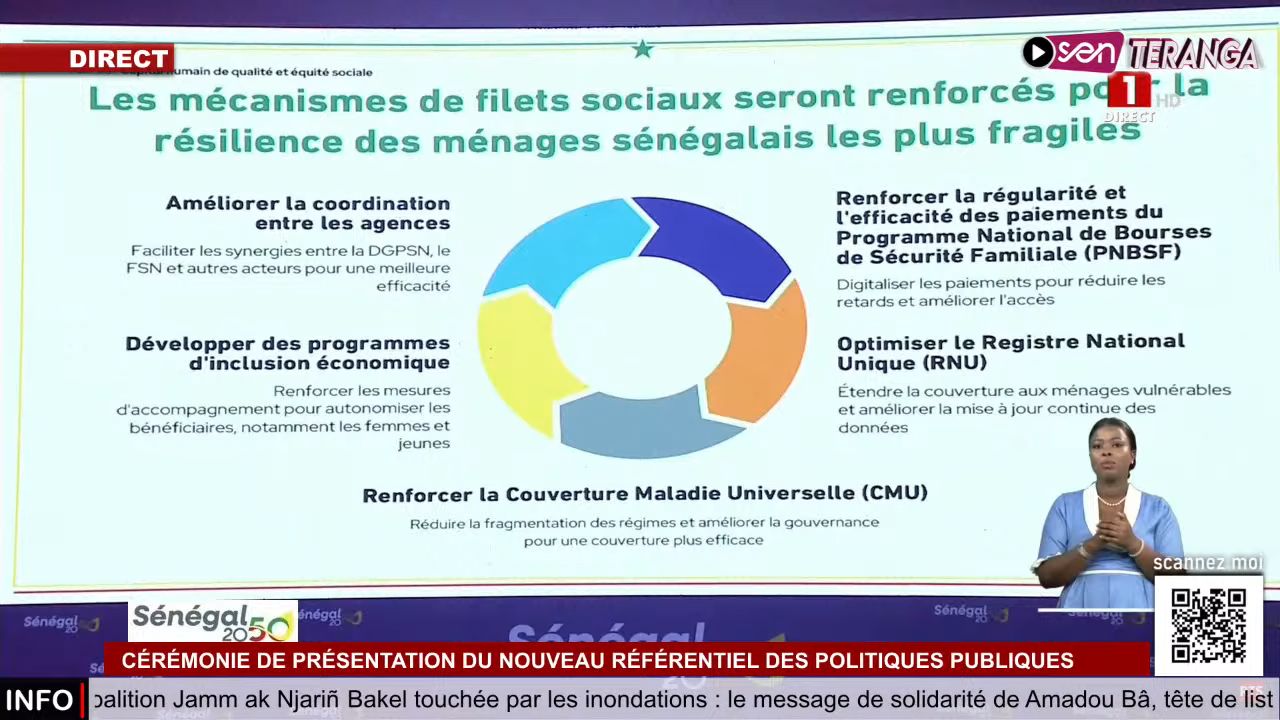 DIRECT
sen TERANGA
1 HD
DIRECT
humain de qualité et équité sociale
Les mécanismes de filets sociaux seront renforcés pour la
résilience des ménages sénégalais les plus fragiles
Améliorer la coordination
entre les agences
Faciliter les synergies entre la DGPSN, le
FSN et autres acteurs pour une meilleure
efficacité
Développer des programmes
d'inclusion économique
Renforcer les mesures
d'accompagnement pour autonomiser les
bénéficiaires, notamment les femmes et
jeunes
Renforcer la régularité et
l'efficacité des paiements du
Programme National de Bourses
de Sécurité Familiale (PNBSF)
Digitaliser les paiements pour réduire les
retards et améliorer l'accès
Optimiser le Registre National
Unique (RNU)
Étendre la couverture aux ménages vulnérables
et améliorer la mise à jour continue des
données
Renforcer la Couverture Maladie Universelle (CMU)
Réduire la fragmentation des régimes et améliorer la gouvernance
pour une couverture plus efficace
scannez moi
Sénégal
20
Sénégal
2050
énégal
Sénégal
20
Sénégal
20
CÉRÉMONIE DE PRÉSENTATION DU NOUVEAU RÉFÉRENTIEL DES POLITIQUES PUBLIQUES
INFO
oalition Jamm ak Njariñ Bakel touchée par les inondations : le message de solidarité de Amadou Bâ, tête de list